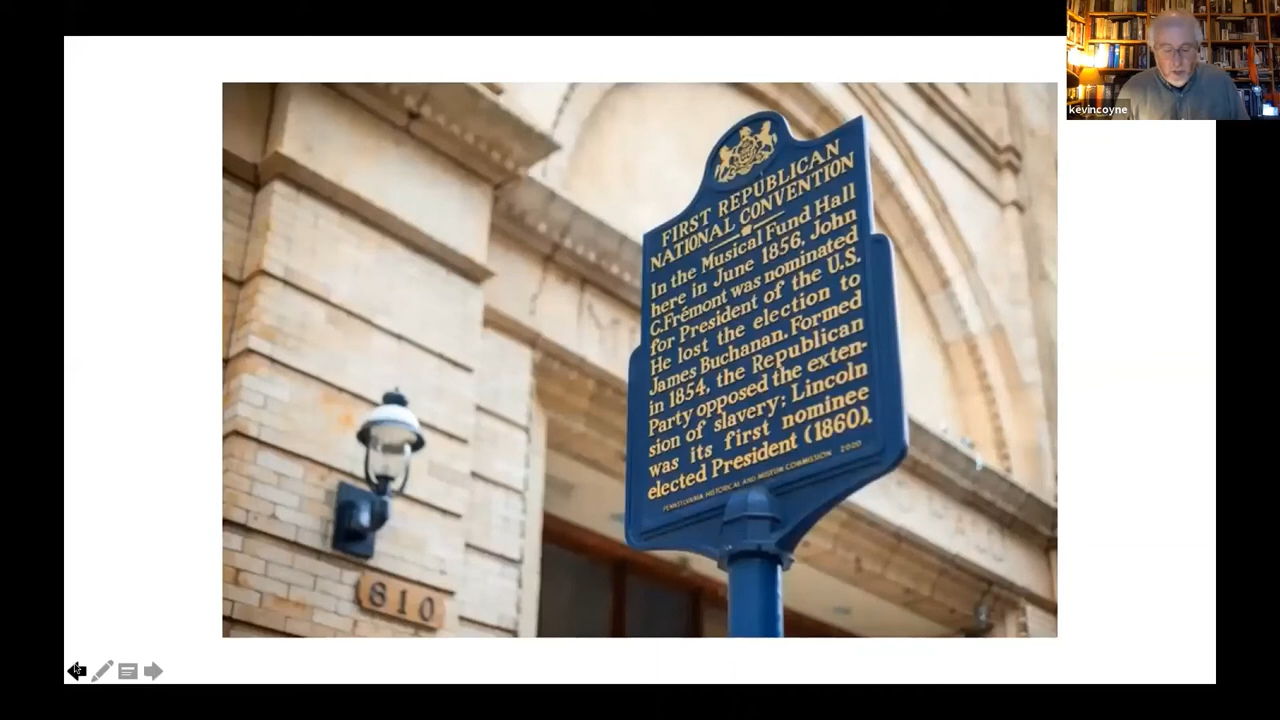 kevincoyne
FIRST REPUBLICAN
NATIONAL CONVENTION
In the Musical Fund Hall
here in June 1856, John
C. Frémont was nominated
for President of the U.S.
He lost the election to
James Buchanan. Formed
in 1854, the Republican
Party opposed the exten-
sion of slavery; Lincoln
was its first nominee
elected President (1860).
PENNSYLVANIA HISTORICAL AND MUSEUM COMMISSION 2000
810